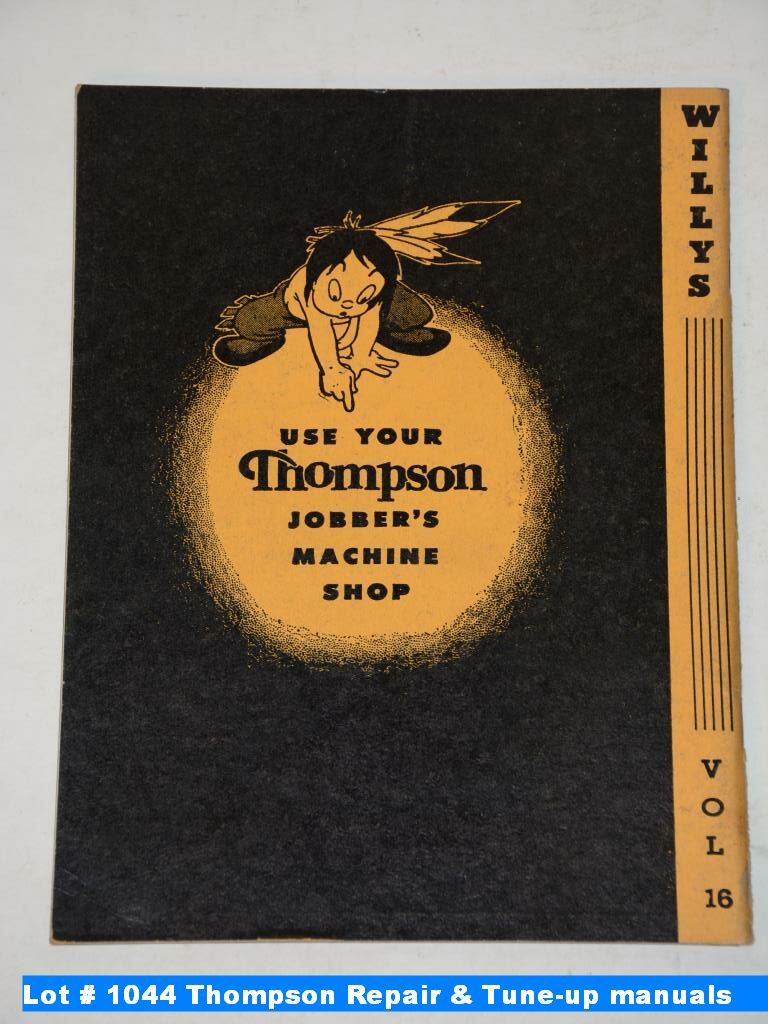 USE YOUR
Thompson
JOBBER'S
MACHINE
SHOP
WILLYS
VOL
16
Lot # 1044 Thompson Repair & Tune-up manuals